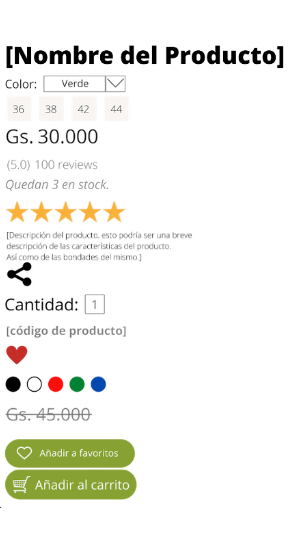 [Nombre del Producto]
Color: Verde
36 38 42 44
Gs. 30.000
(5.0) 100 reviews
Quedan 3 en stock.
[Descripción del producto, esto podría ser una breve
descripción de las características del producto.
Así como de las bondades del mismo.]
Cantidad: 1
[código de producto]
Gs. 45.000
Añadir a favoritos
Añadir al carrito